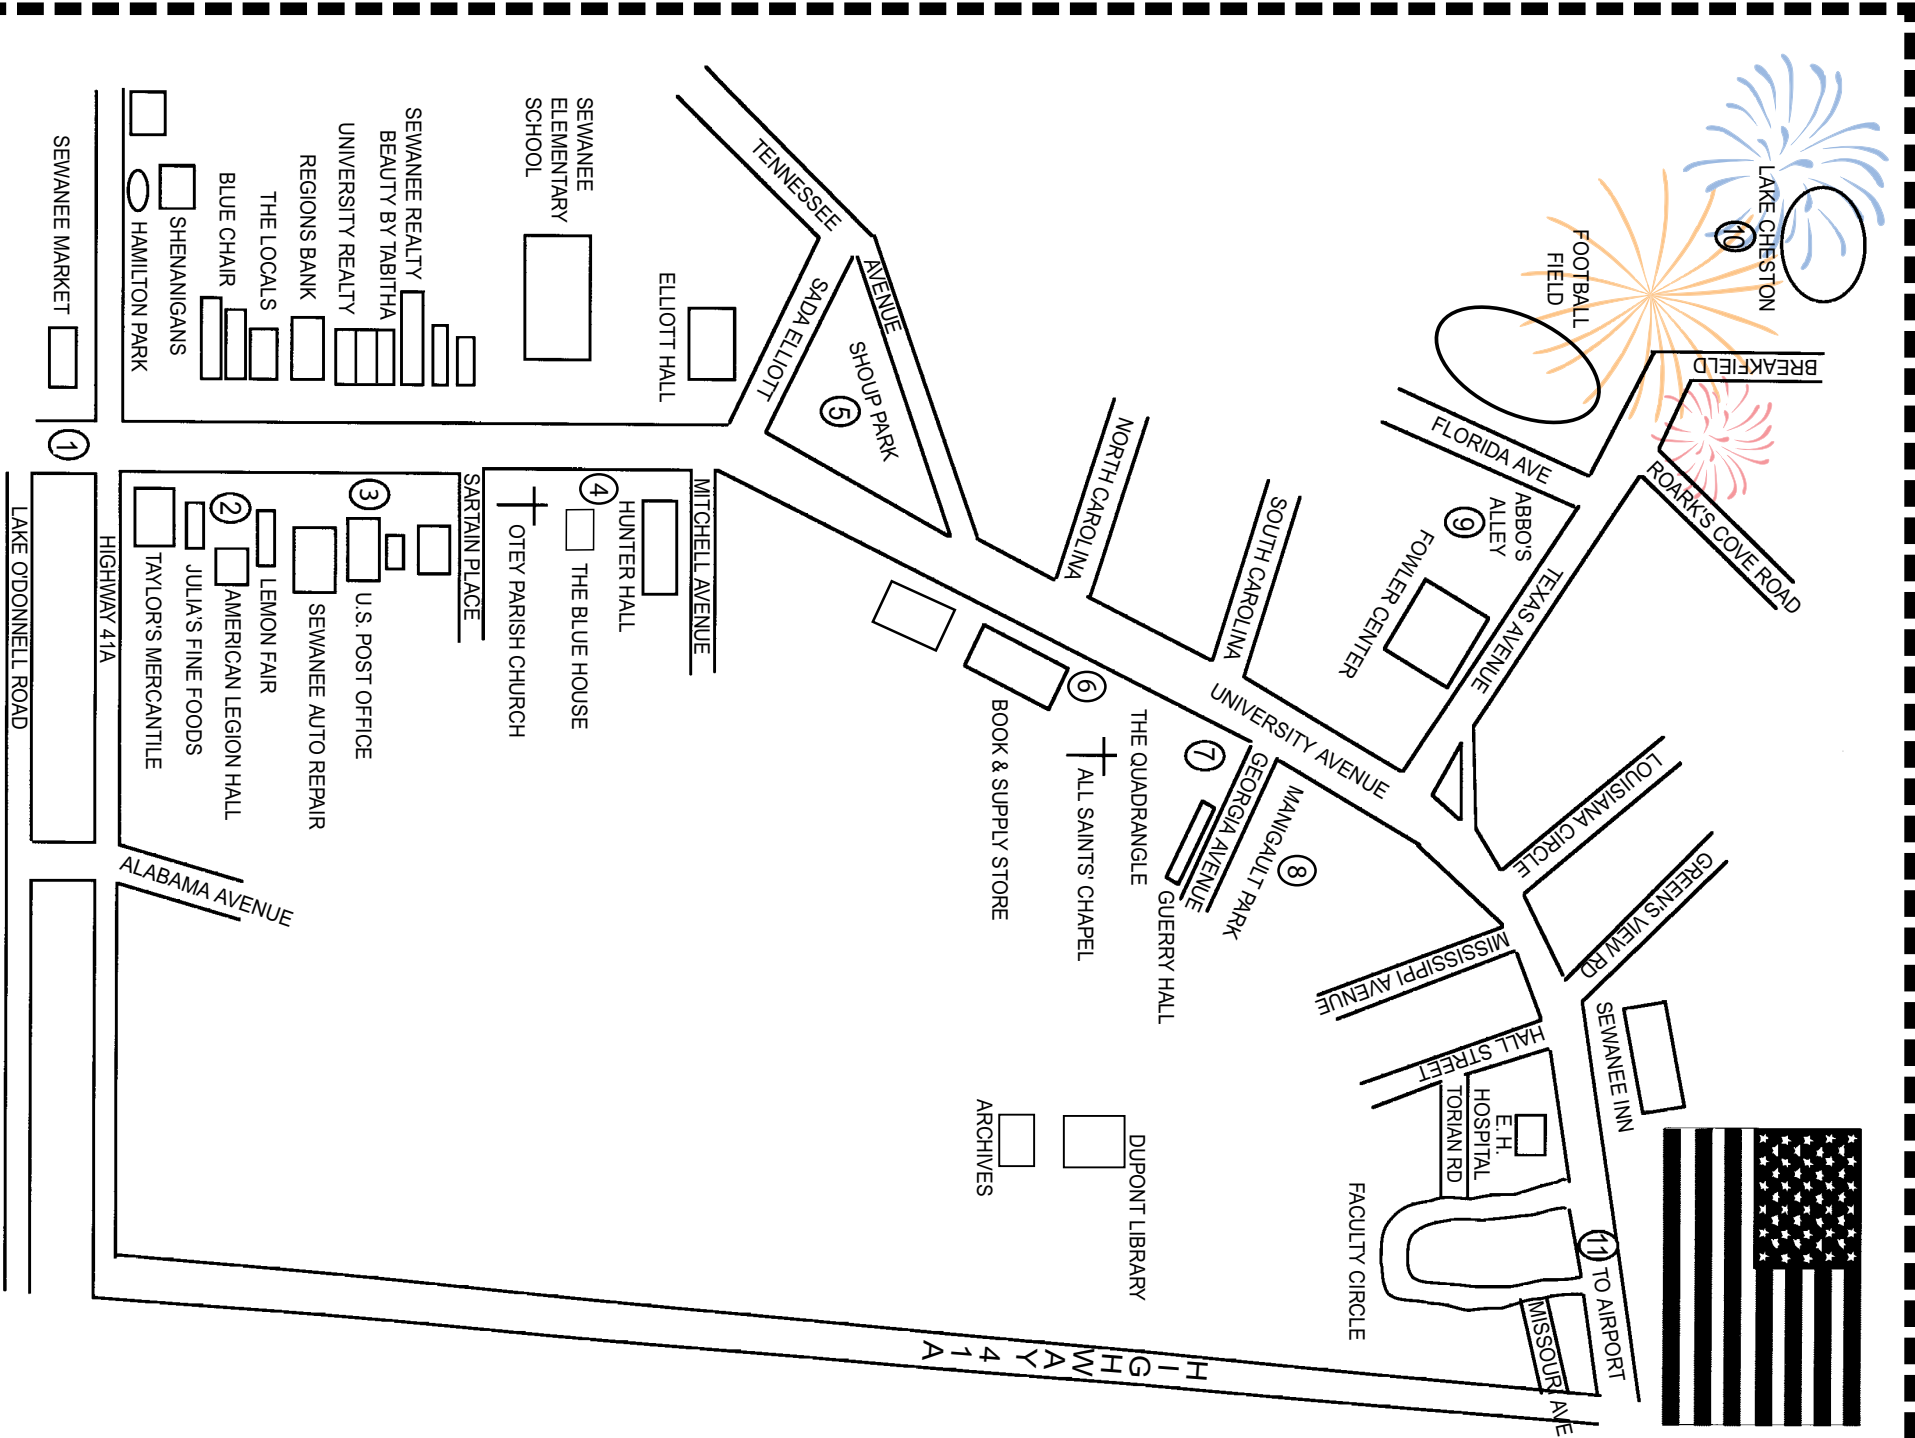 LAKE CHESTON
10
FOOTBALL
FIELD
BREAKFIELD
ROARK'S COVE ROAD
FLORIDA AVE
ABBO'S
ALLEY
9
FOWLER CENTER
TEXAS AVENUE
TENNESSEE
AVENUE
SADA ELLIOTT
SHOUP PARK
5
NORTH CAROLINA
SOUTH CAROLINA
UNIVERSITY AVENUE
LOUISIANA CIRCLE
GREEN'S VIEW RD
SEWANEE INN
SEWANEE
ELEMENTARY
SCHOOL
ELLIOTT HALL
SEWANEE REALTY
BEAUTY BY TABITHA
UNIVERSITY REALTY
REGIONS BANK
THE LOCALS
BLUE CHAIR
SHENANIGANS
HAMILTON PARK
SEWANEE MARKET
1
LAKE O'DONNELL ROAD
HIGHWAY 41A
TAYLOR'S MERCANTILE
JULIA'S FINE FOODS
2
AMERICAN LEGION HALL
LEMON FAIR
SEWANEE AUTO REPAIR
3
U.S. POST OFFICE
SARTAIN PLACE
OTEY PARISH CHURCH
4
THE BLUE HOUSE
HUNTER HALL
MITCHELL AVENUE
ALABAMA AVENUE
BOOK & SUPPLY STORE
6
ALL SAINTS' CHAPEL
THE QUADRANGLE
7
GUERRY HALL
GEORGIA AVENUE
MANIGAULT PARK
8
MISSISSIPPI AVENUE
HALL STREET
E. H.
HOSPITAL
TORIAN RD
FACULTY CIRCLE
11 TO AIRPORT
MISSOURI AVE
DUPONT LIBRARY
ARCHIVES
HIGHWAY 41A